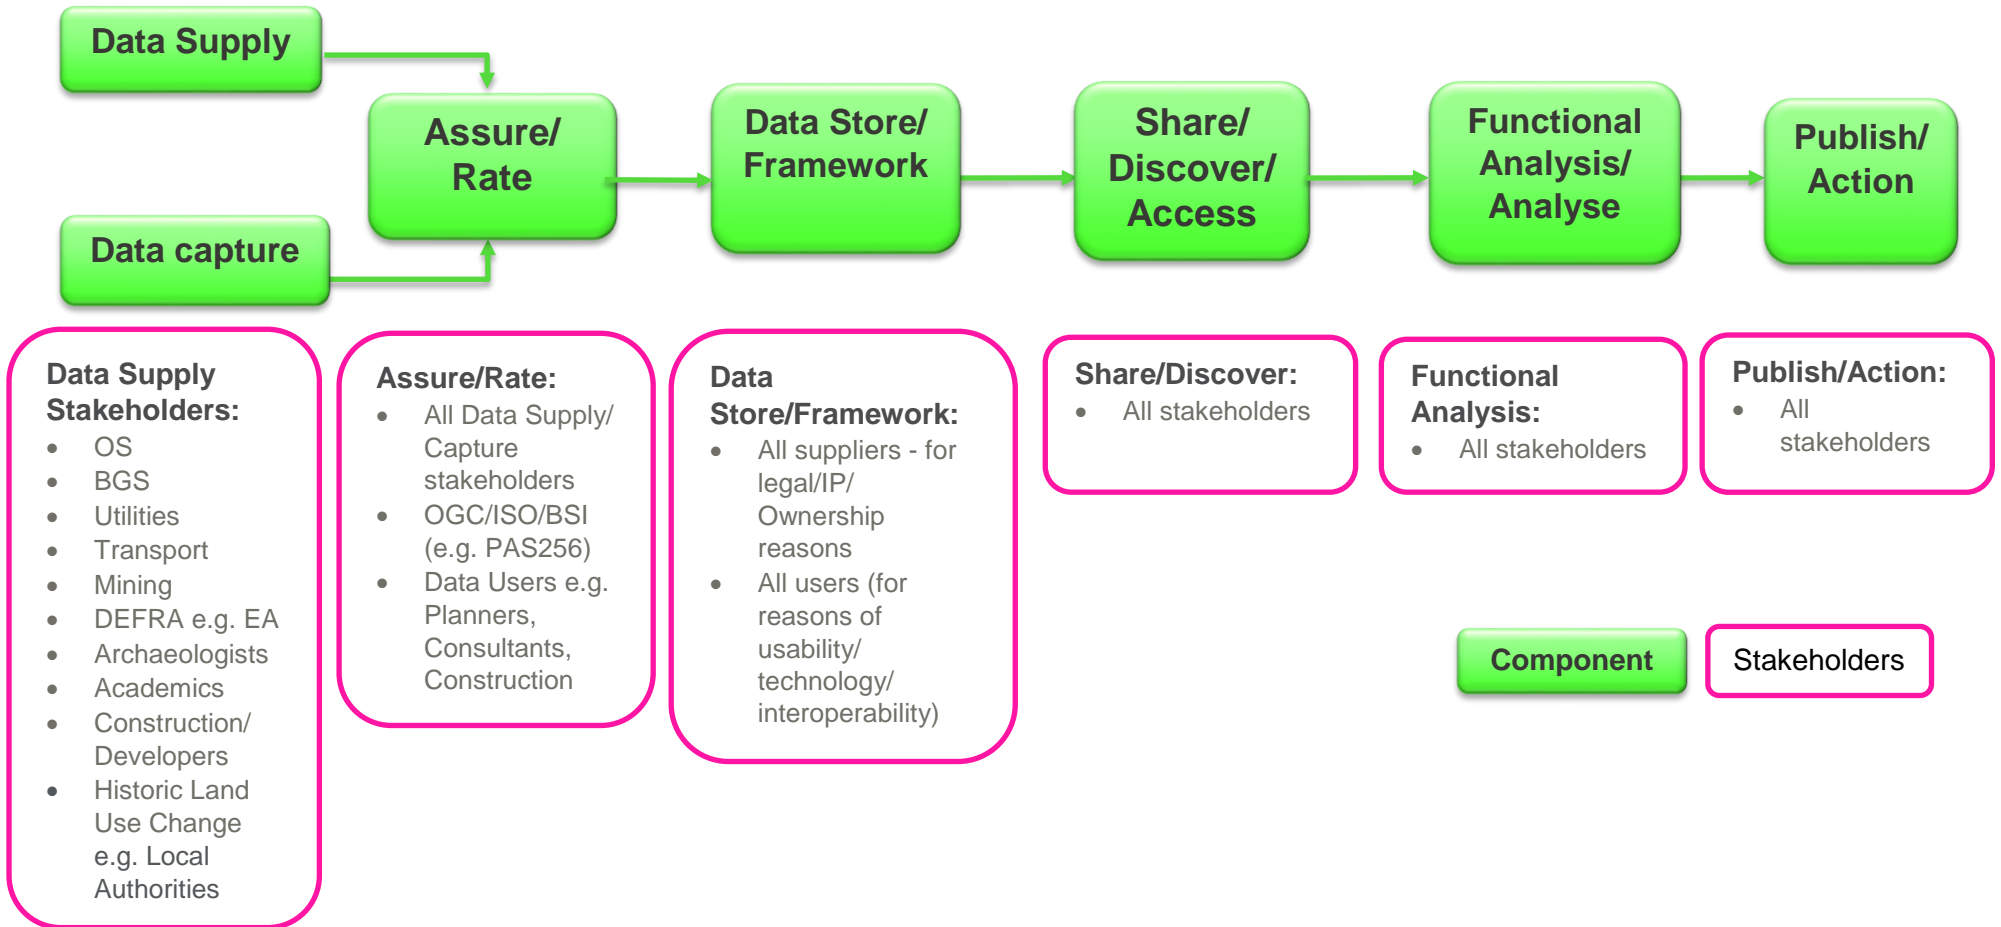 Data Supply
Data capture
Assure/
Rate
Data Store/
Framework
Share/
Discover/
Access
Functional
Analysis/
Analyse
Publish/
Action
Data Supply
Stakeholders:
• OS
• BGS
• Utilities
• Transport
• Mining
• DEFRA e.g. EA
• Archaeologists
• Academics
• Construction/
Developers
• Historic Land
Use Change
e.g. Local
Authorities
Assure/Rate:
• All Data Supply/
Capture
stakeholders
• OGC/ISO/BSI
(e.g. PAS256)
• Data Users e.g.
Planners,
Consultants,
Construction
Data
Store/Framework:
• All suppliers - for
legal/IP/
Ownership
reasons
• All users (for
reasons of
usability/
technology/
interoperability)
Share/Discover:
• All stakeholders
Functional
Analysis:
• All stakeholders
Publish/Action:
• All
stakeholders
Component
Stakeholders